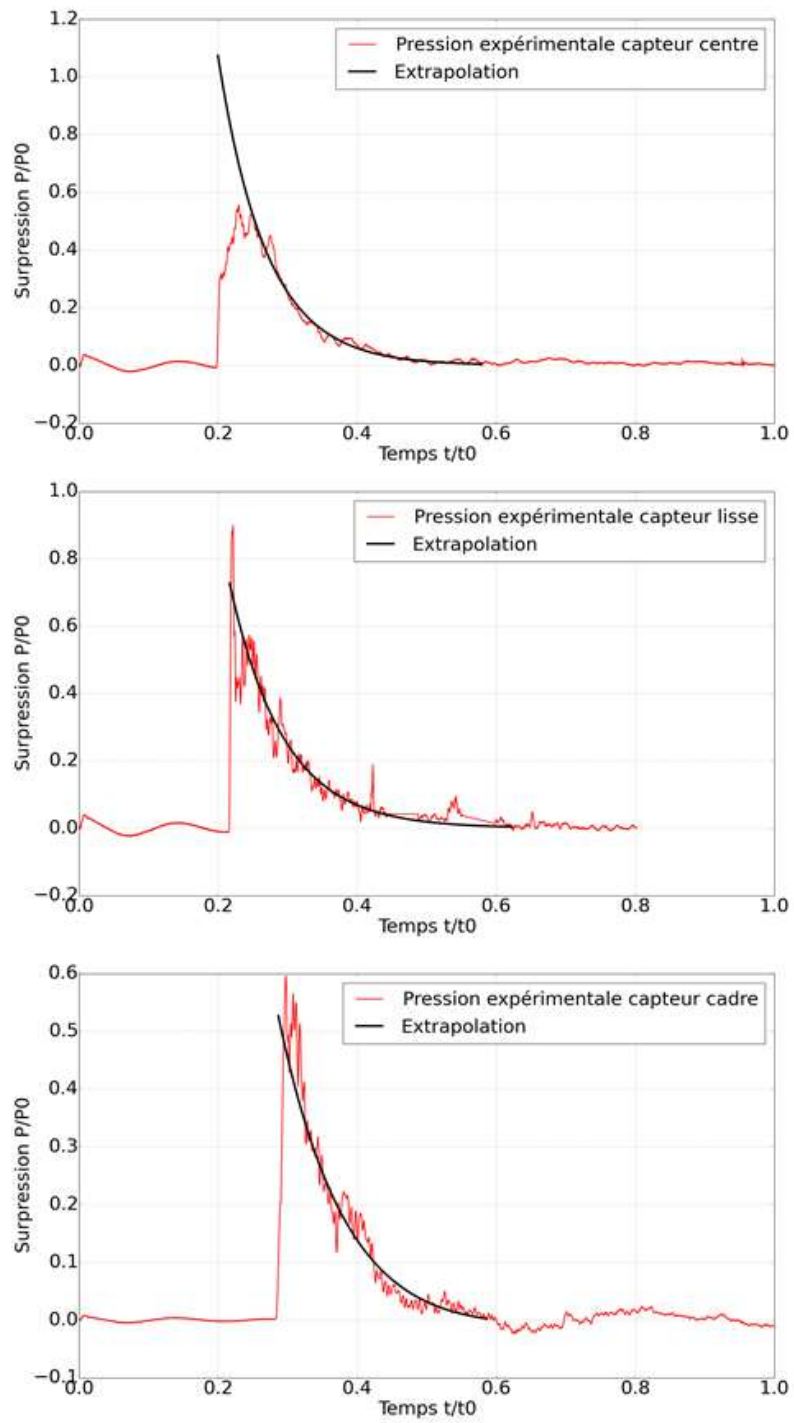 1.2
Pression expérimentale capteur centre
Extrapolation
1.0
0.8
0.6
0.4
0.2
0.0
−0.2
Surpression P/P0
0.0 0.2 0.4 0.6 0.8 1.0
Temps t/t0
1.0
Pression expérimentale capteur lisse
Extrapolation
0.8
0.6
0.4
0.2
0.0
−0.2
Surpression P/P0
0.0 0.2 0.4 0.6 0.8 1.0
Temps t/t0
0.6
Pression expérimentale capteur cadre
Extrapolation
0.5
0.4
0.3
0.2
0.1
0.0
−0.1
Surpression P/P0
0.0 0.2 0.4 0.6 0.8 1.0
Temps t/t0